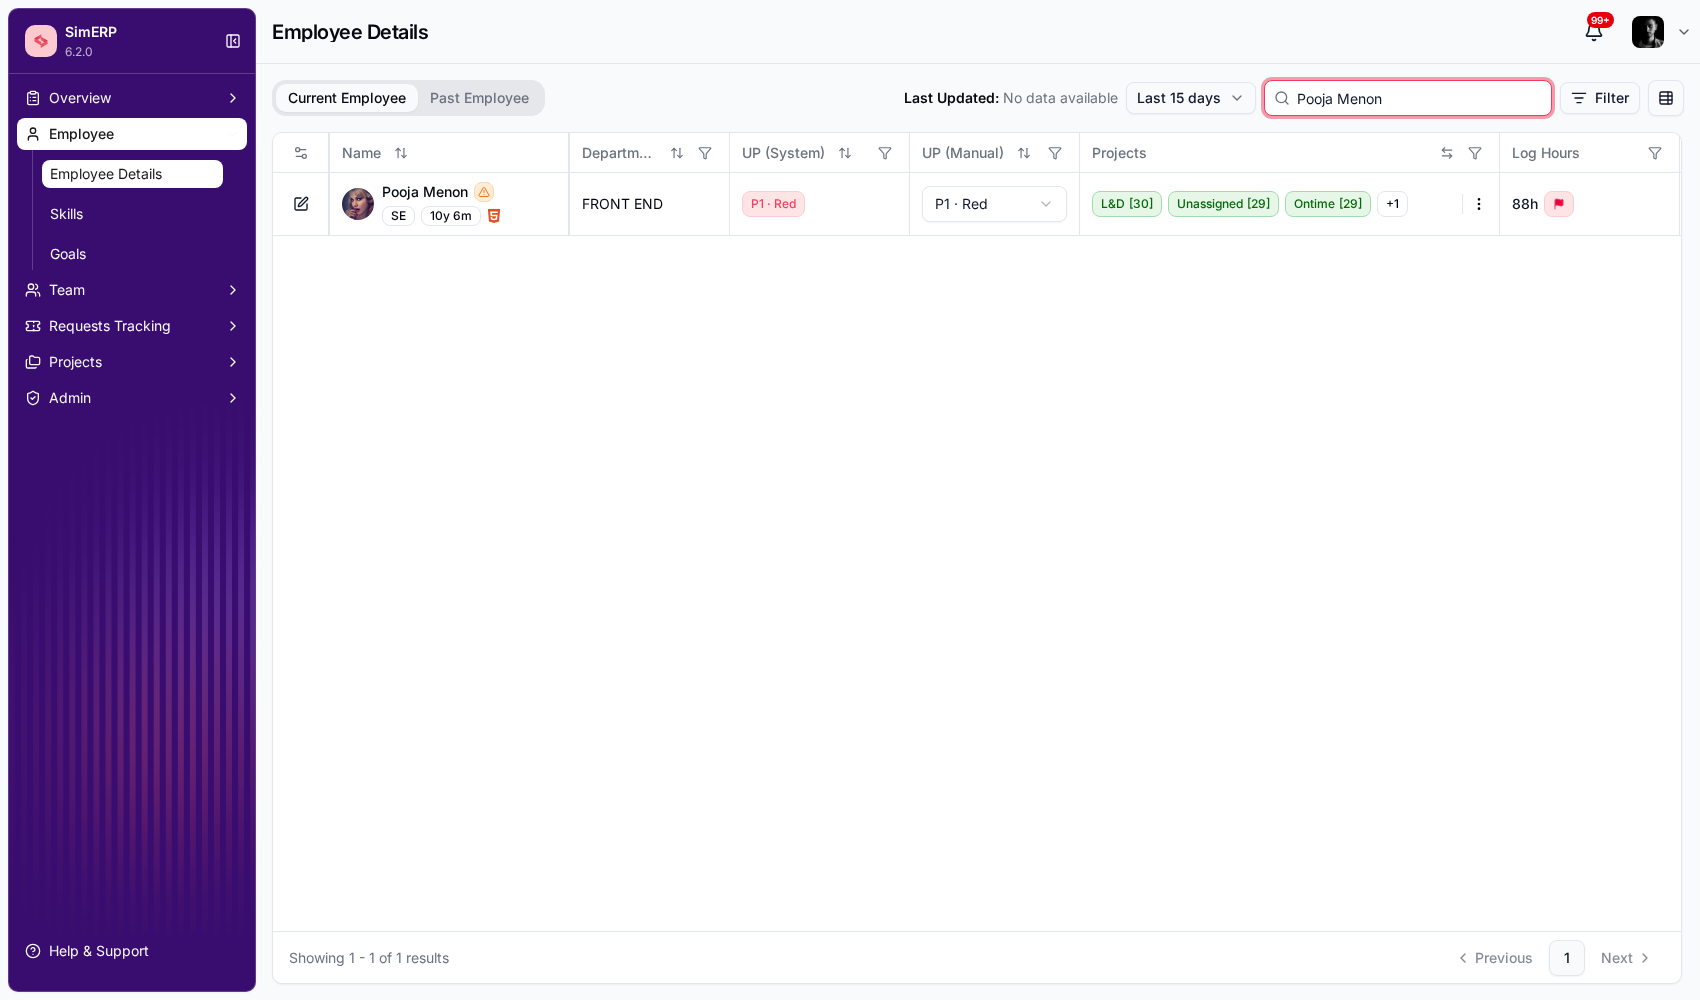 SimERP
6.2.0
Overview
Employee
Employee Details
Skills
Goals
Team
Requests Tracking
Projects
Admin
Help & Support
Employee Details
99+
Current Employee
Past Employee
Last Updated: No data available
Last 15 days
Pooja Menon
Filter
Name
Departm...
UP (System)
UP (Manual)
Projects
Log Hours
Pooja Menon
SE
10y 6m
FRONT END
P1 · Red
P1 · Red
L&D [30]
Unassigned [29]
Ontime [29]
+1
88h
Showing 1 - 1 of 1 results
Previous
1
Next